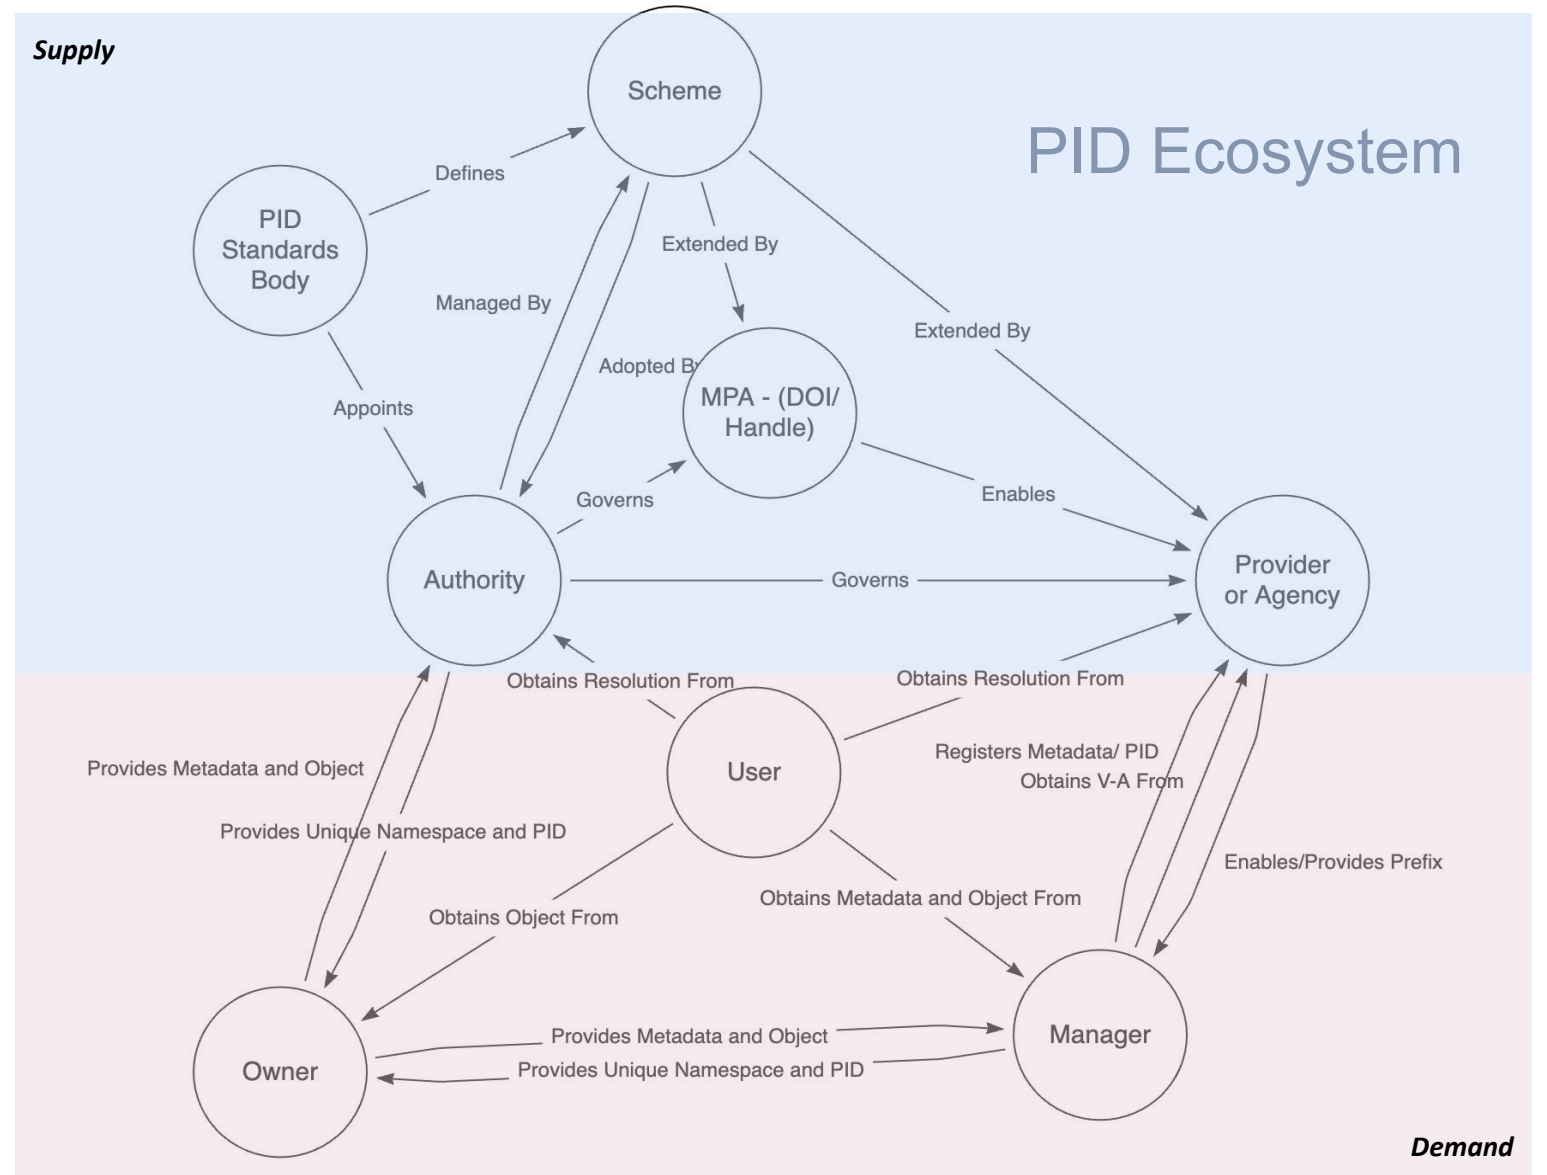 Supply
Scheme
PID Ecosystem
Defines
PID
Standards
Body
Extended By
Managed By
Extended By
Adopted By
MPA - (DOI/
Handle)
Appoints
Governs
Enables
Authority
Governs
Provider
or Agency
Obtains Resolution From
Obtains Resolution From
Provides Metadata and Object
User
Registers Metadata/ PID
Obtains V-A From
Provides Unique Namespace and PID
Enables/Provides Prefix
Obtains Metadata and Object From
Obtains Object From
Provides Metadata and Object
Manager
Owner
Provides Unique Namespace and PID
Demand